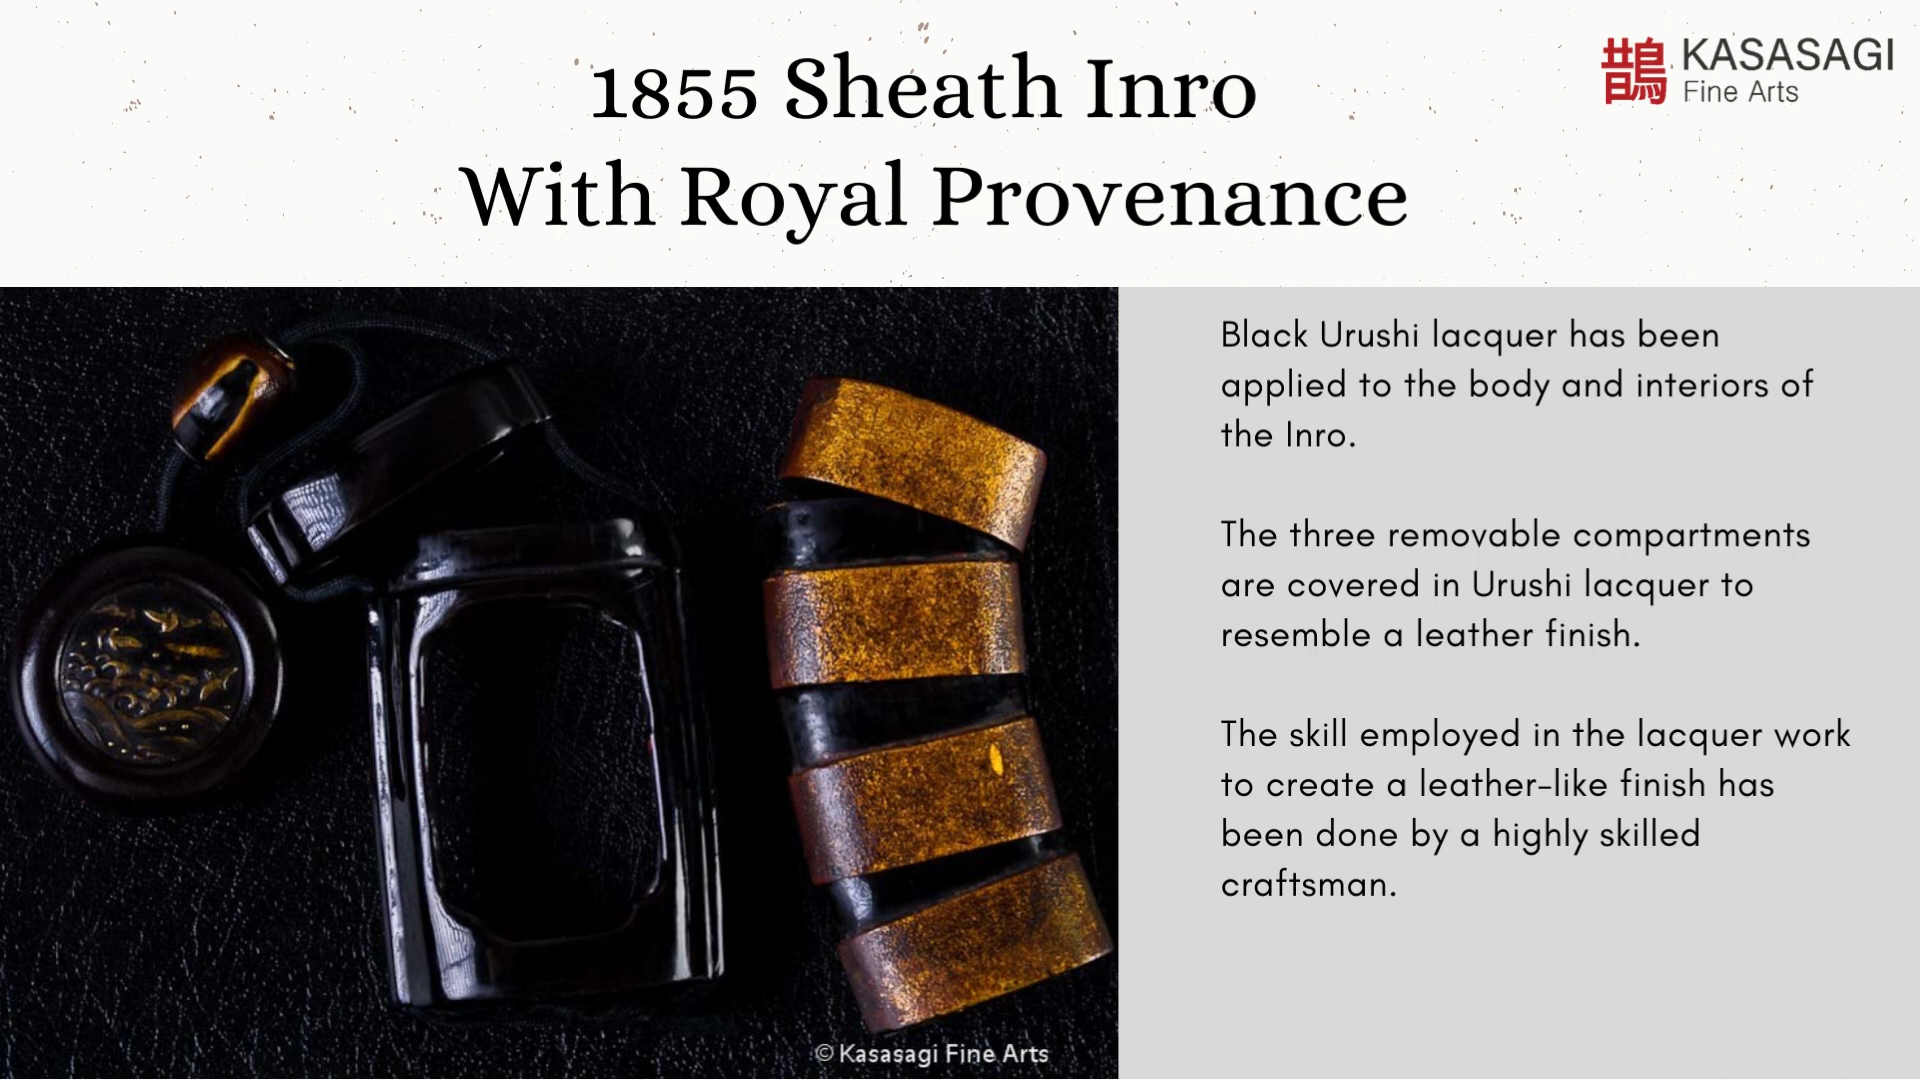 1855 Sheath Inro
With Royal Provenance
鵲 KASASAGI
Fine Arts
Black Urushi lacquer has been
applied to the body and interiors of
the Inro.
The three removable compartments
are covered in Urushi lacquer to
resemble a leather finish.
The skill employed in the lacquer work
to create a leather-like finish has
been done by a highly skilled
craftsman.
© Kasasagi Fine Arts